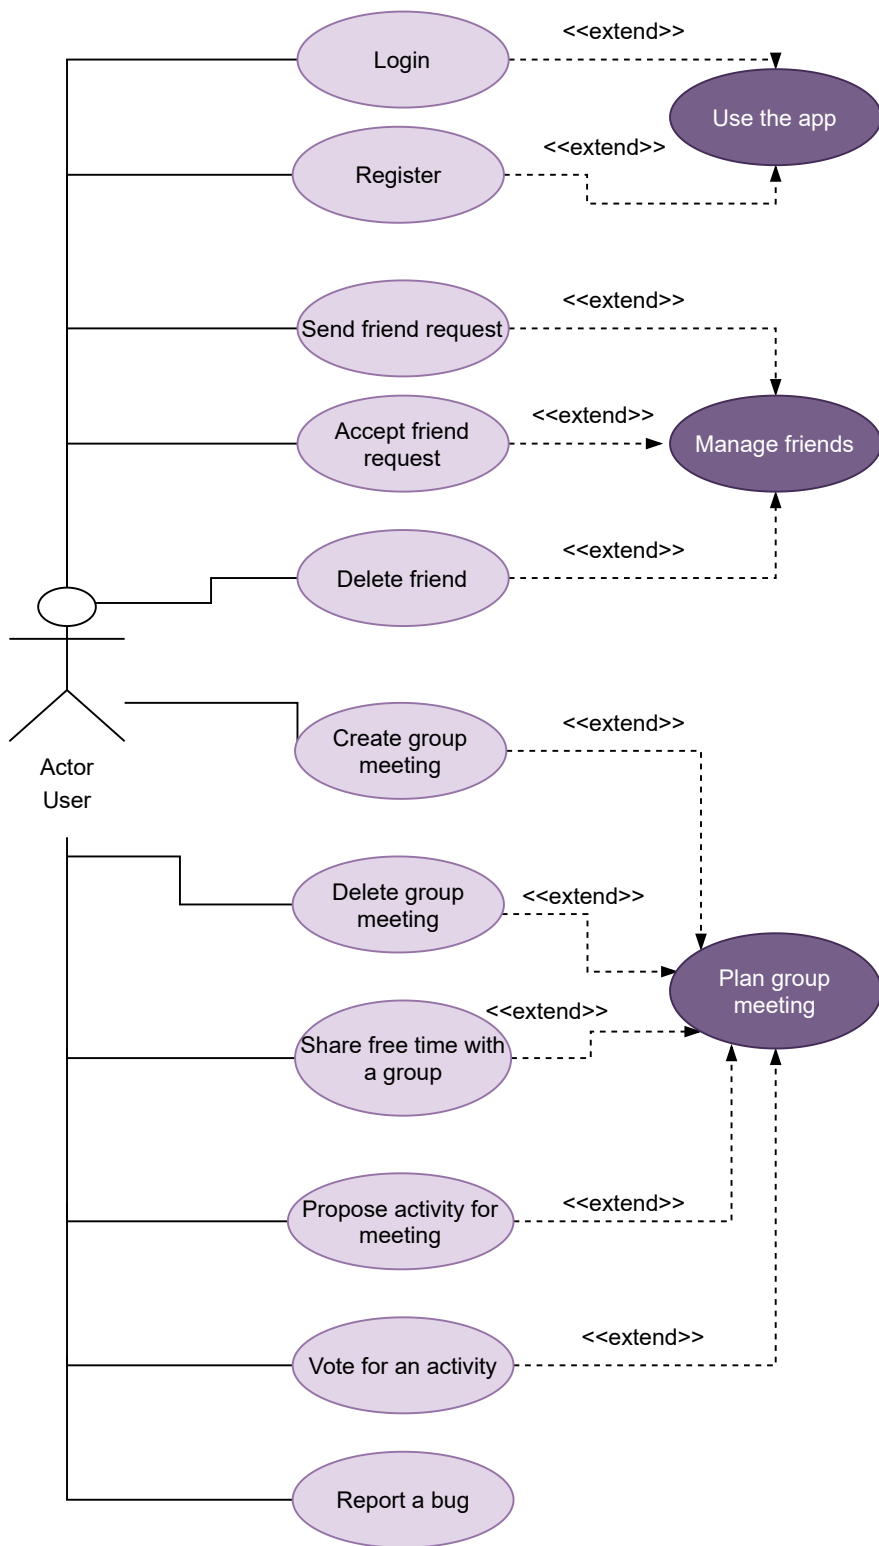 <<extend>>
Login
Use the app
<<extend>>
Register
<<extend>>
Send friend request
<<extend>>
Accept friend
request
Manage friends
<<extend>>
Delete friend
<<extend>>
Create group
meeting
Actor
User
Delete group
meeting
<<extend>>
Plan group
meeting
<<extend>>
Share free time with
a group
Propose activity for
meeting
<<extend>>
<<extend>>
Vote for an activity
Report a bug